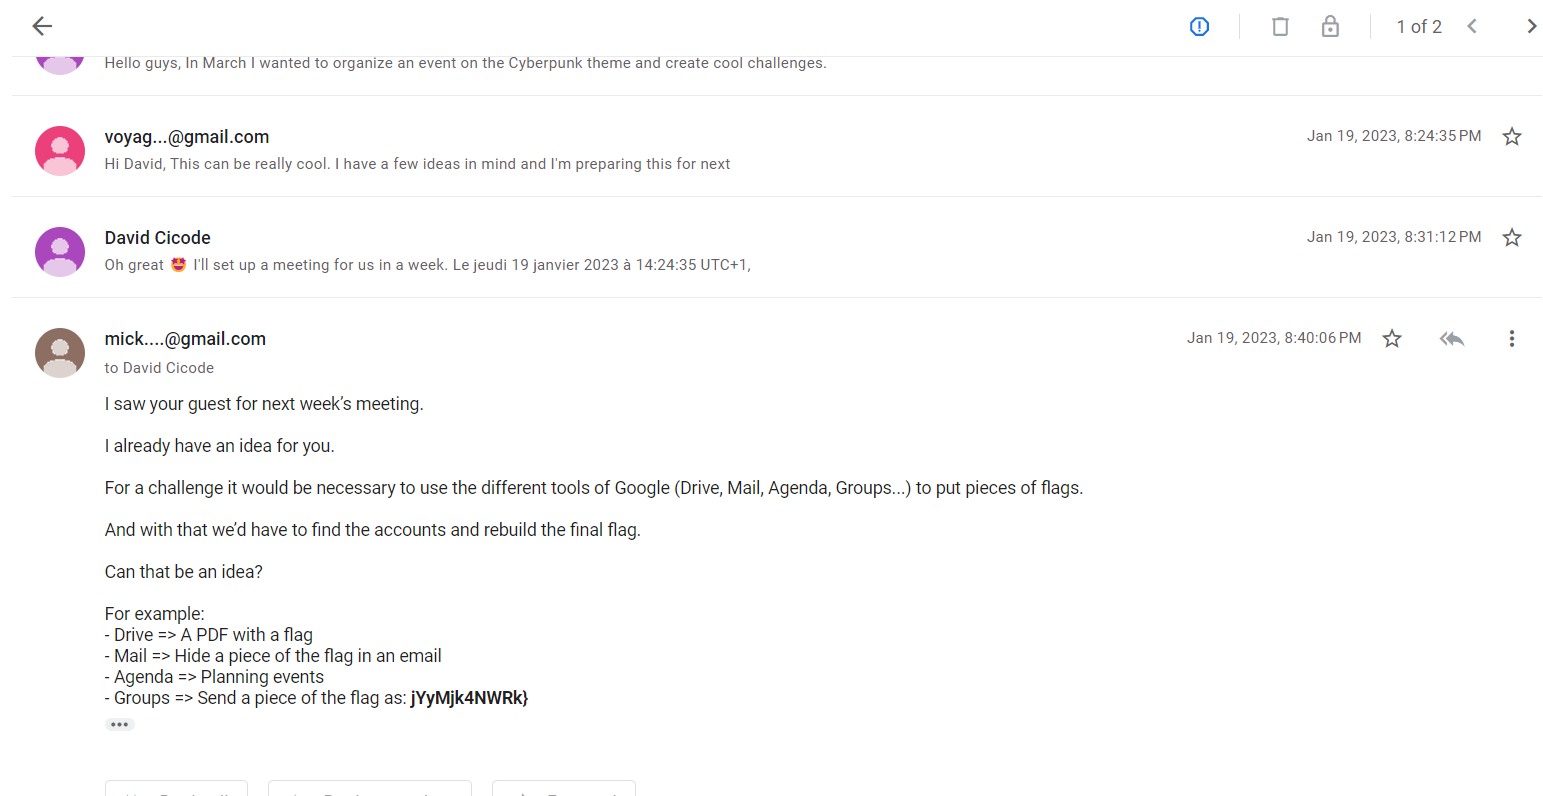 1 of 2
Hello guys, In March I wanted to organize an event on the Cyberpunk theme and create cool challenges.
voyag...@gmail.com
Jan 19, 2023, 8:24:35 PM
Hi David, This can be really cool. I have a few ideas in mind and I'm preparing this for next
David Cicode
Jan 19, 2023, 8:31:12 PM
Oh great 🤩 I'll set up a meeting for us in a week. Le jeudi 19 janvier 2023 à 14:24:35 UTC+1,
mick....@gmail.com
Jan 19, 2023, 8:40:06 PM
to David Cicode
I saw your guest for next week's meeting.
I already have an idea for you.
For a challenge it would be necessary to use the different tools of Google (Drive, Mail, Agenda, Groups...) to put pieces of flags.
And with that we'd have to find the accounts and rebuild the final flag.
Can that be an idea?
For example:
- Drive => A PDF with a flag
- Mail => Hide a piece of the flag in an email
- Agenda => Planning events
- Groups => Send a piece of the flag as: jYyMjk4NWRk}